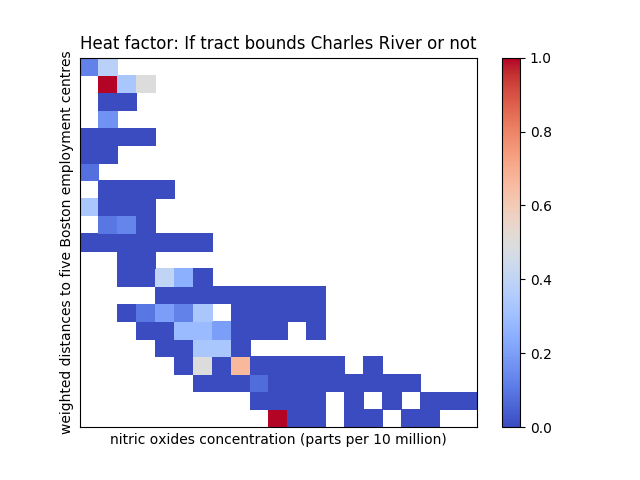 Heat factor: If tract bounds Charles River or not
weighted distances to five Boston employment centres
nitric oxides concentration (parts per 10 million)
1.0
0.8
0.6
0.4
0.2
0.0